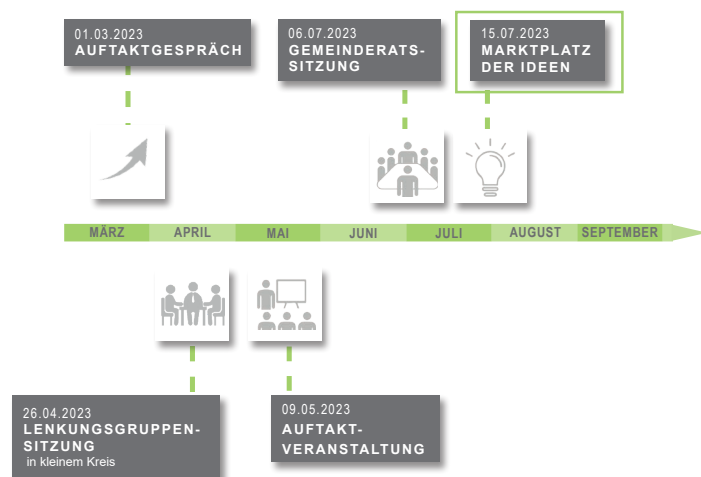 01.03.2023
AUFTAKTGESPRÄCH
06.07.2023
GEMEINDERATS-
SITZUNG
15.07.2023
MARKTPLATZ
DER IDEEN
MÄRZ APRIL MAI JUNI JULI AUGUST SEPTEMBER
26.04.2023
LENKUNGSGRUPPEN-
SITZUNG
in kleinem Kreis
09.05.2023
AUFTAKT-
VERANSTALTUNG